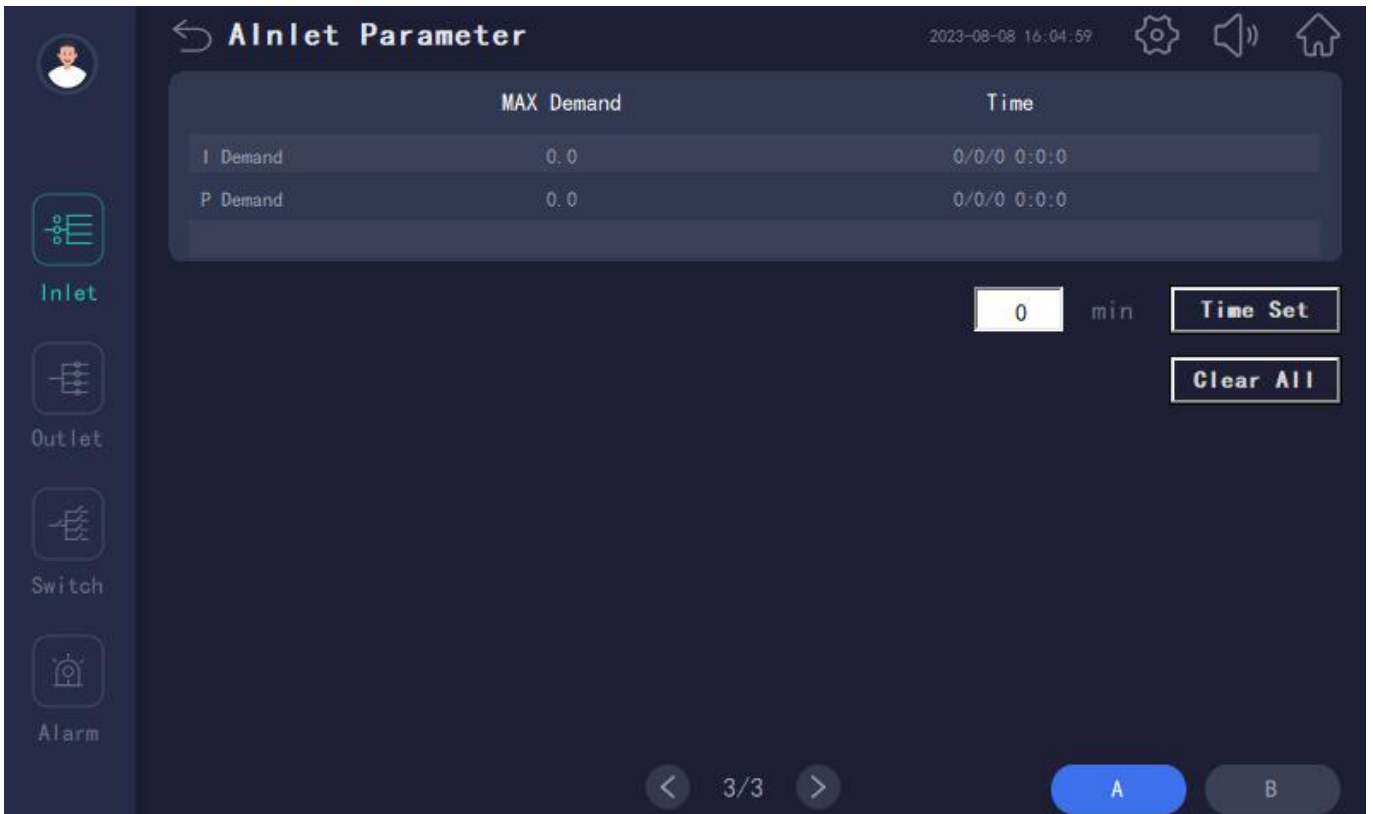 AInlet Parameter
2023-08-08 16:04:59
MAX Demand Time
I Demand 0.0 0/0/0 0:0:0
P Demand 0.0 0/0/0 0:0:0
Inlet
0 min Time Set
Clear All
Outlet
Switch
Alarm
3/3
A B